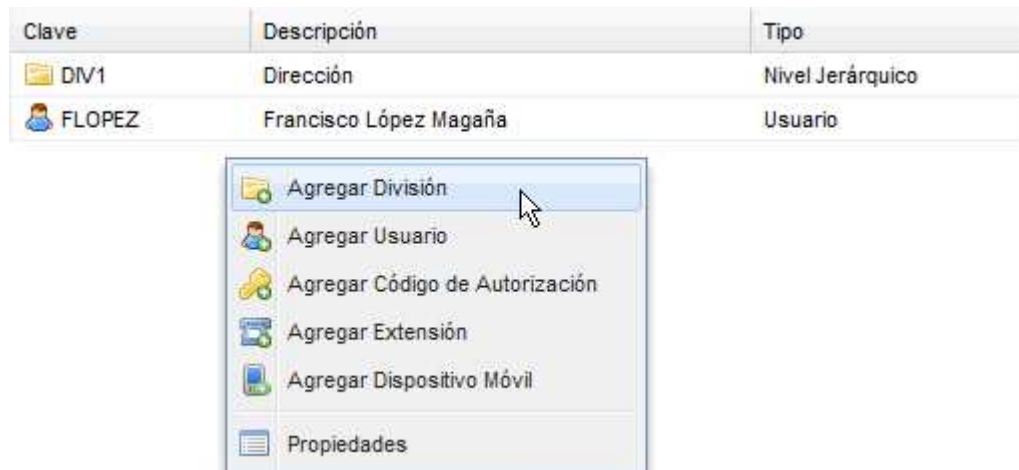 Clave Descripción Tipo
DIV1 Dirección Nivel Jerárquico
FLOPEZ Francisco López Magaña Usuario
Agregar División
Agregar Usuario
Agregar Código de Autorización
Agregar Extensión
Agregar Dispositivo Móvil
Propiedades